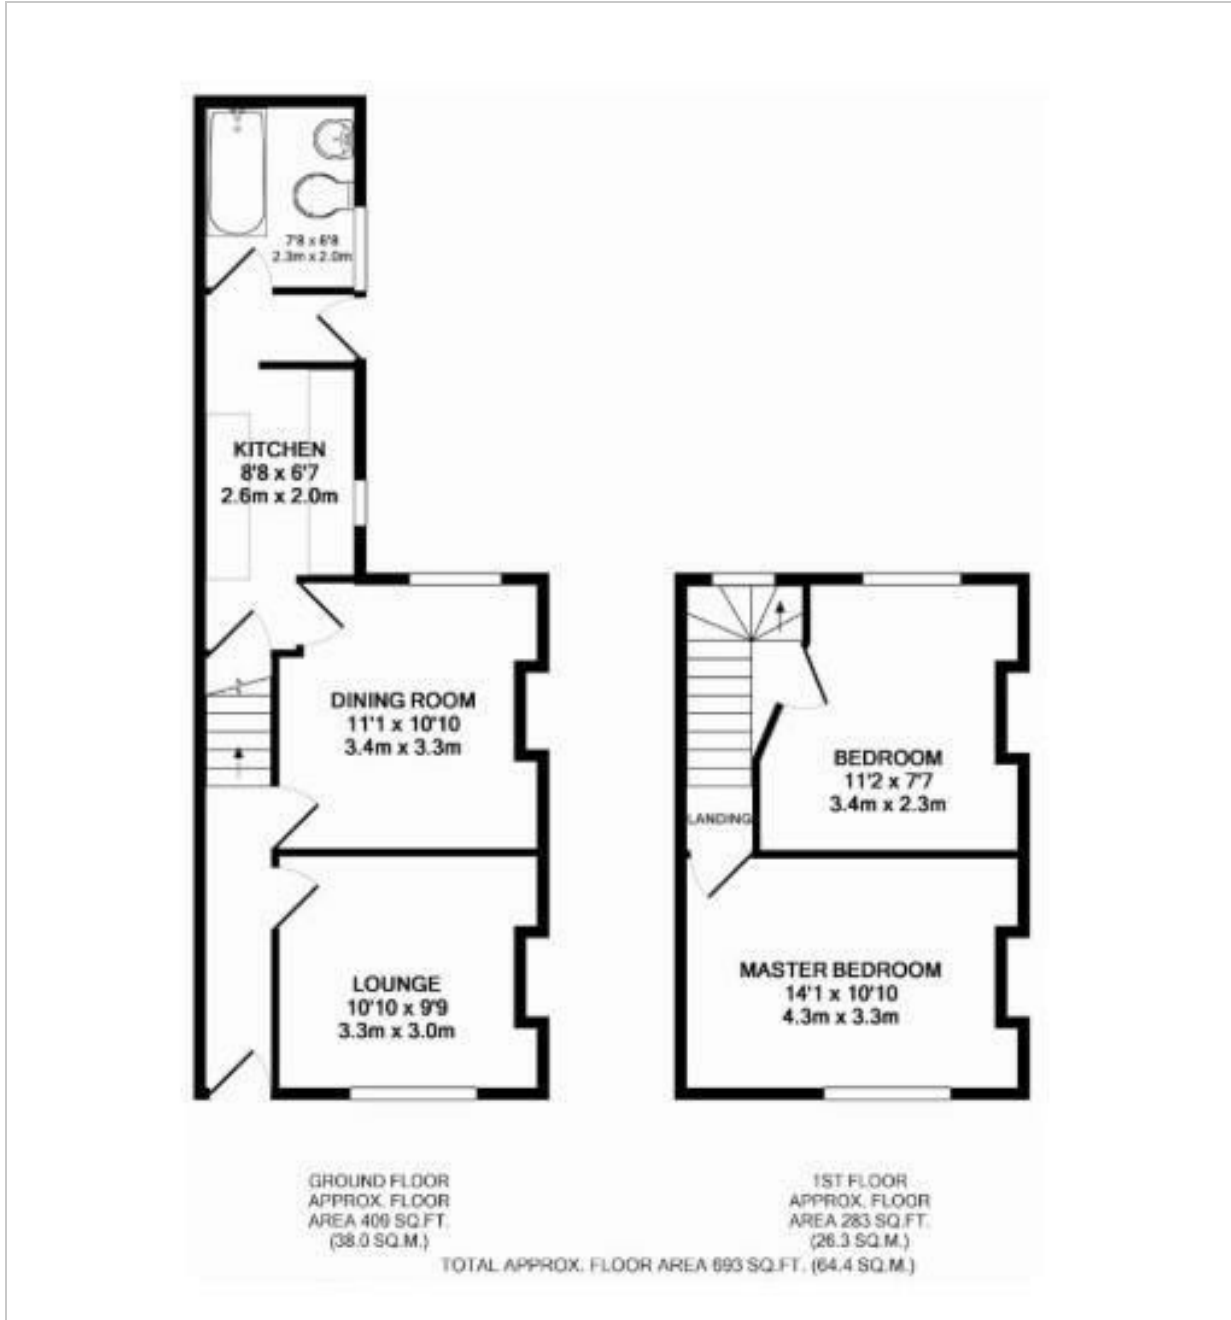 7'8 x 6'8
2.3m x 2.0m
KITCHEN
8'8 x 6'7
2.6m x 2.0m
DINING ROOM
11'1 x 10'10
3.4m x 3.3m
LOUNGE
10'10 x 9'9
3.3m x 3.0m
BEDROOM
11'2 x 7'7
3.4m x 2.3m
LANDING
MASTER BEDROOM
14'1 x 10'10
4.3m x 3.3m
GROUND FLOOR
APPROX. FLOOR
AREA 409 SQ.FT.
(38.0 SQ.M.)
1ST FLOOR
APPROX. FLOOR
AREA 283 SQ.FT.
(26.3 SQ.M.)
TOTAL APPROX. FLOOR AREA 693 SQ.FT. (64.4 SQ.M.)